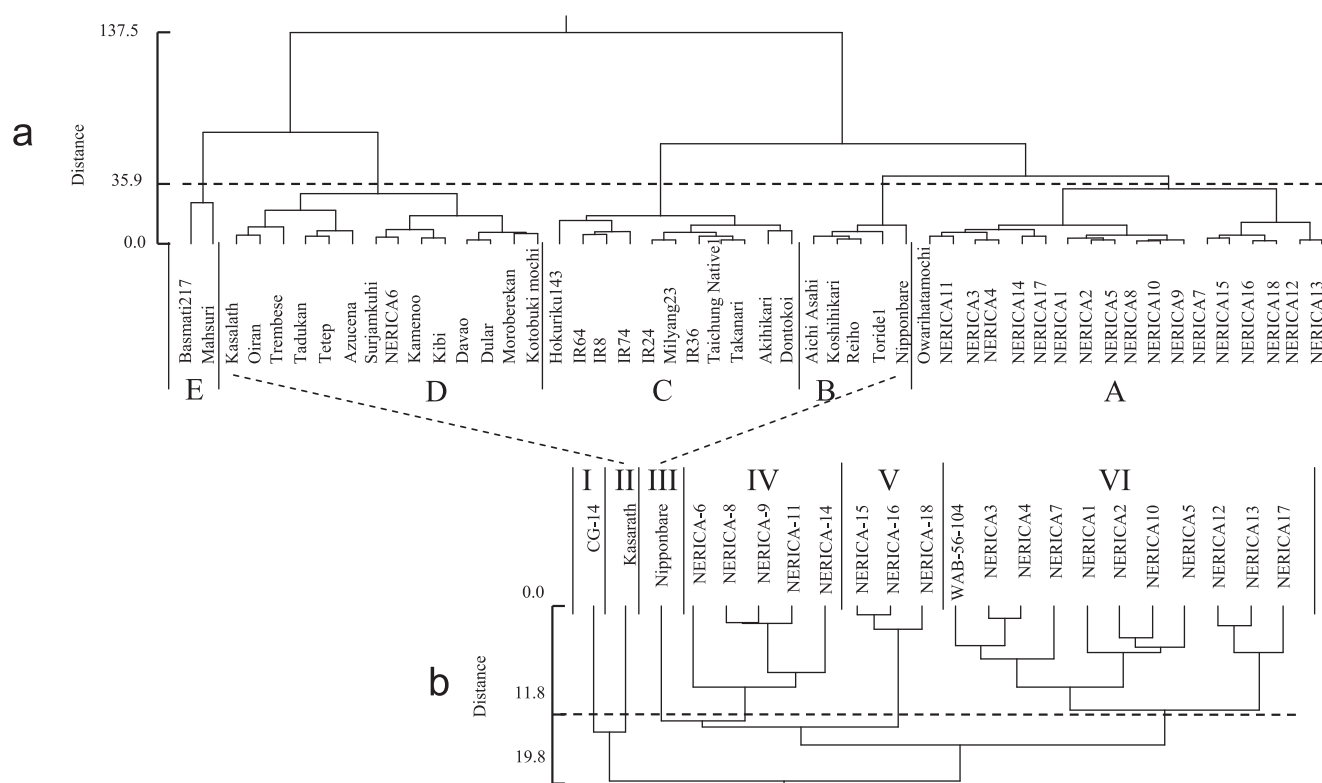 137.5
a
Distance
35.9
0.0
Basmati217
Mahsuri
Kasalath
Oiran
Trembese
Tadukan
Tetep
Azucena
Surjamkuhi
NERICA6
Kamenoo
Kibi
Davao
Dular
Moroberekan
Kotobuki mochi
Hokuriku143
IR64
IR8
IR74
IR24
Milyang23
IR36
Taichung Native1
Takanari
Akihikari
Dontokoi
Aichi Asahi
Koshihikari
Reiho
Toride1
Nipponbare
Owarihatamochi
NERICA11
NERICA3
NERICA4
NERICA14
NERICA17
NERICA1
NERICA2
NERICA5
NERICA8
NERICA10
NERICA9
NERICA7
NERICA15
NERICA16
NERICA18
NERICA12
NERICA13
E D C B A
I II III IV V VI
CG-14
Kasarath
Nipponbare
NERICA-6
NERICA-8
NERICA-9
NERICA-11
NERICA-14
NERICA-15
NERICA-16
NERICA-18
WAB-56-104
NERICA3
NERICA4
NERICA7
NERICA1
NERICA2
NERICA10
NERICA5
NERICA12
NERICA13
NERICA17
0.0
b
Distance
11.8
19.8